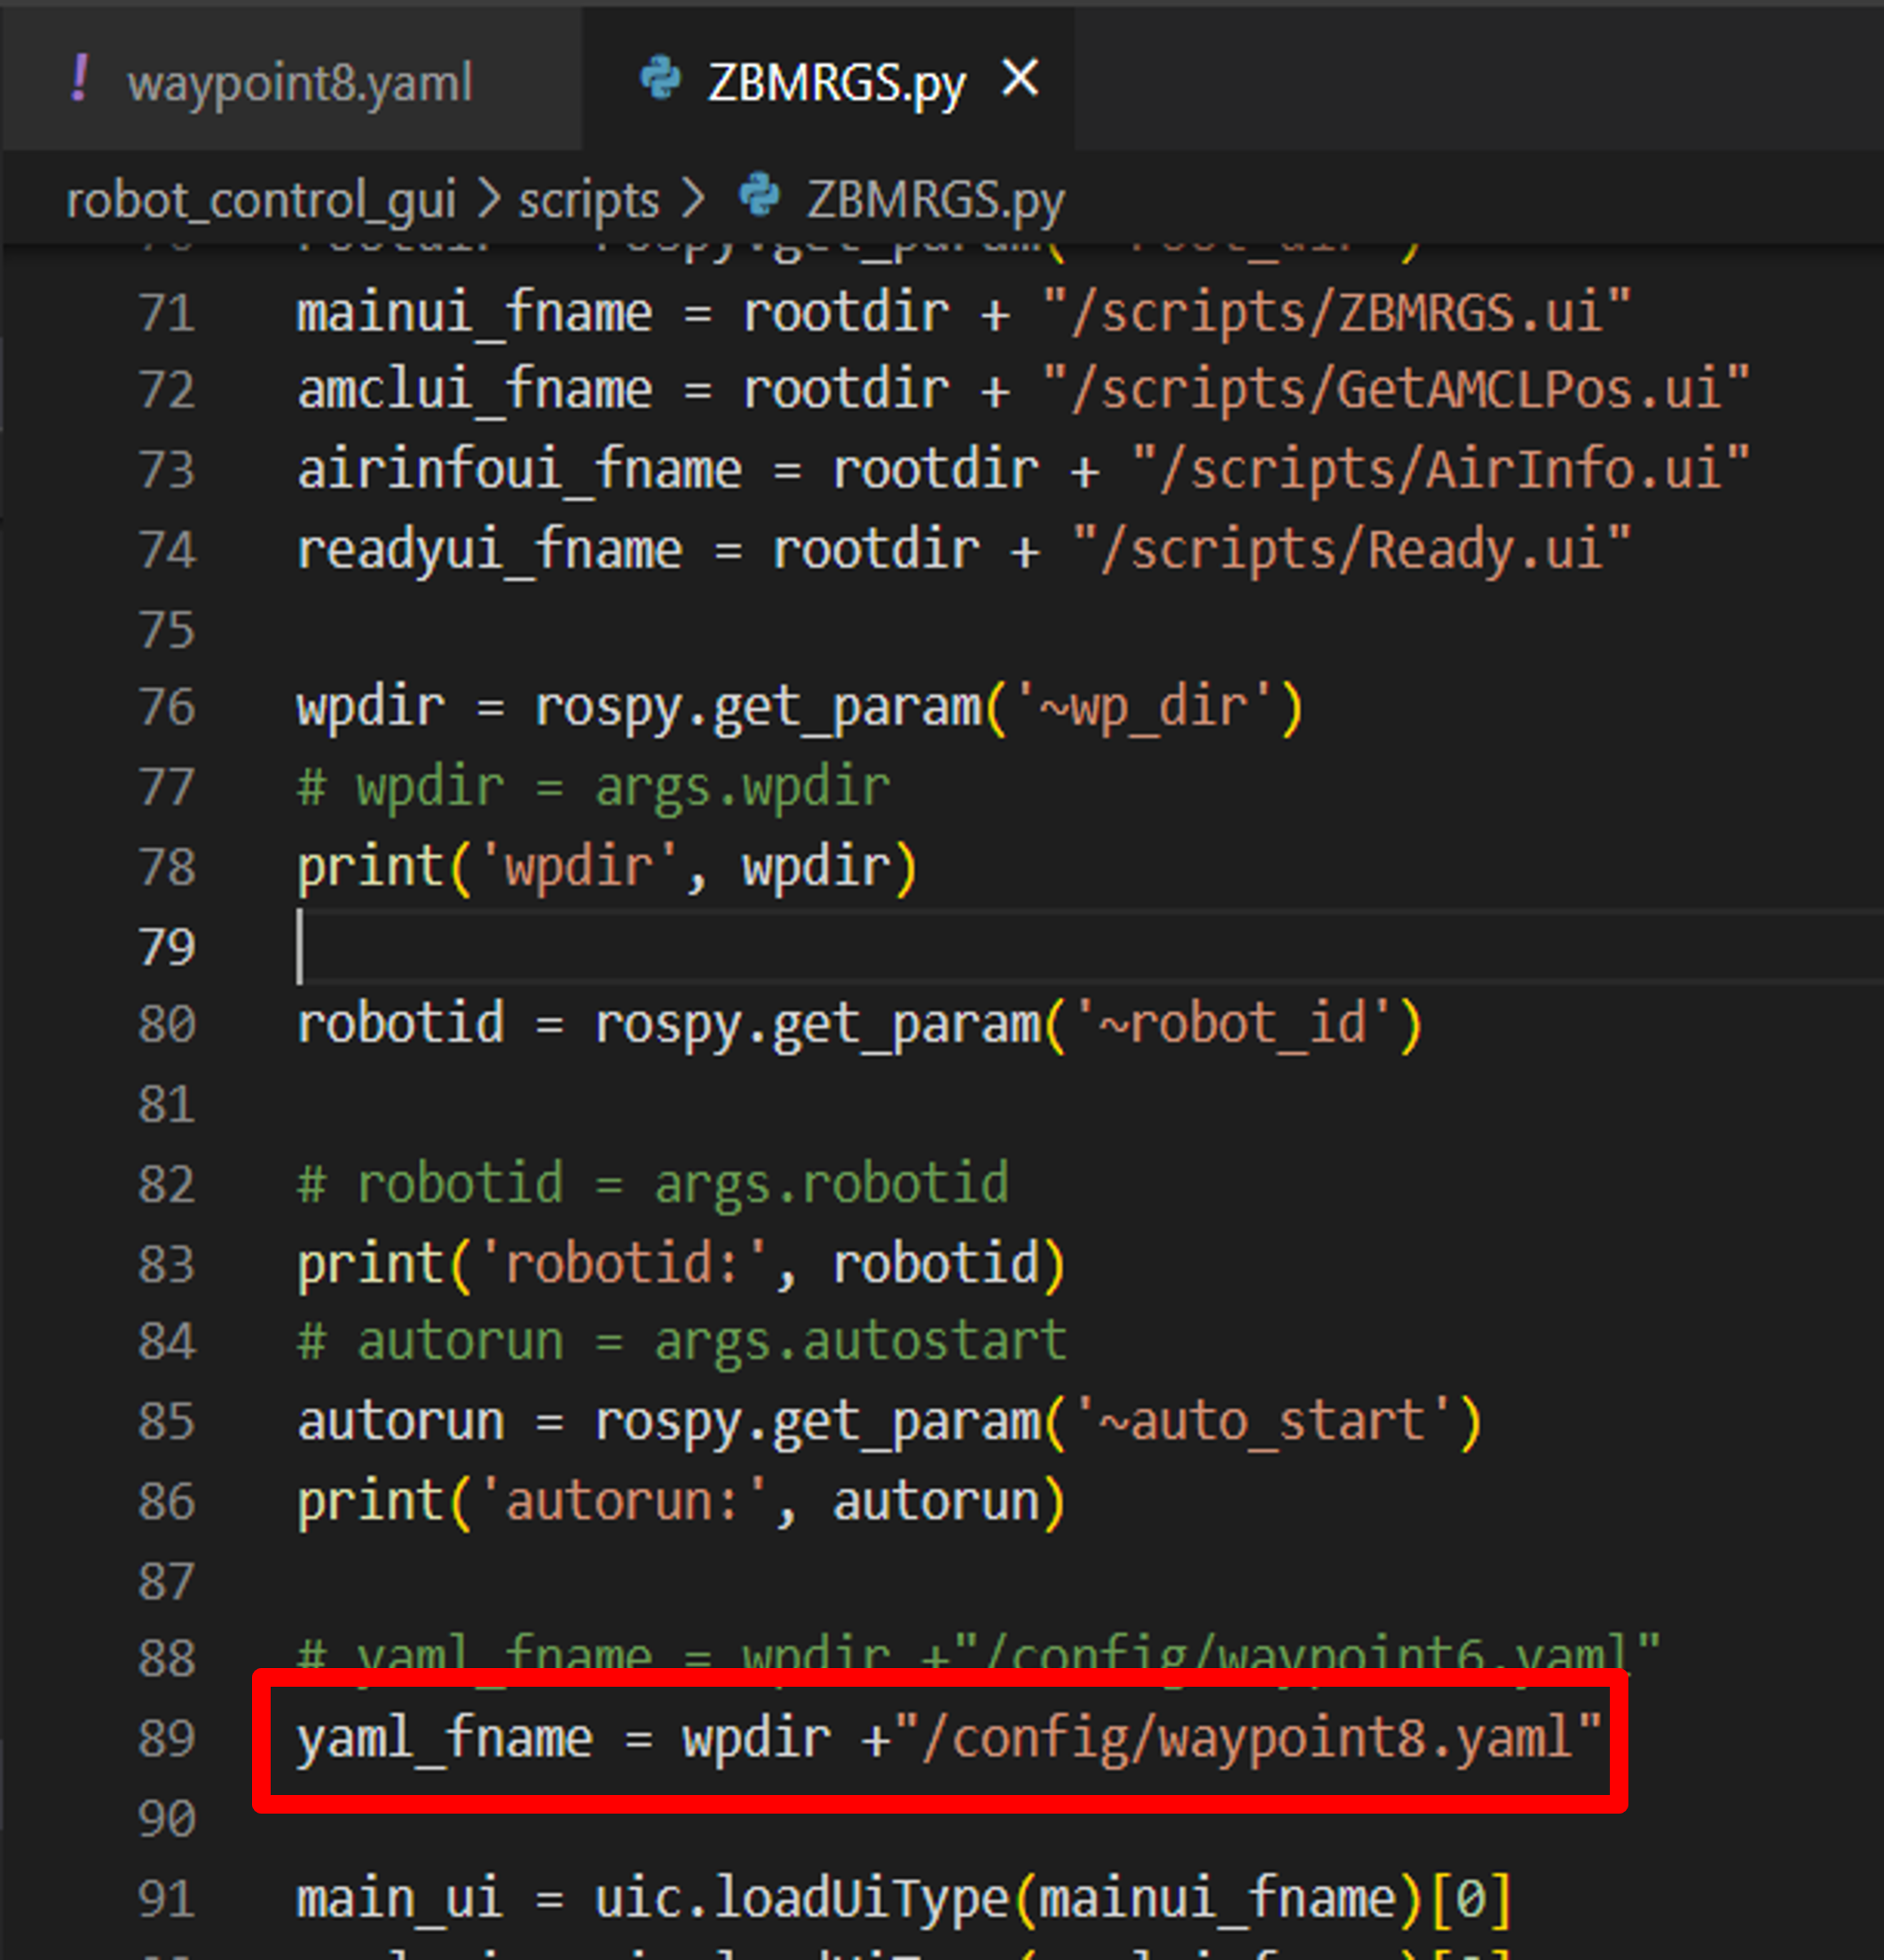 ! waypoint8.yaml ZBMRGS.py ×
robot_control_gui > scripts > ZBMRGS.py
71 mainui_fname = rootdir + "/scripts/ZBMRGS.ui"
72 amclui_fname = rootdir + "/scripts/GetAMCLPos.ui"
73 airinfoui_fname = rootdir + "/scripts/AirInfo.ui"
74 readyui_fname = rootdir + "/scripts/Ready.ui"
75
76 wpdir = rospy.get_param('~wp_dir')
77 # wpdir = args.wpdir
78 print('wpdir', wpdir)
79
80 robotid = rospy.get_param('~robot_id')
81
82 # robotid = args.robotid
83 print('robotid:', robotid)
84 # autorun = args.autostart
85 autorun = rospy.get_param('~auto_start')
86 print('autorun:', autorun)
87
88 # yaml_fname = wpdir +"/config/waypoint6.yaml"
89 yaml_fname = wpdir +"/config/waypoint8.yaml"
90
91 main_ui = uic.loadUiType(mainui_fname)[0]